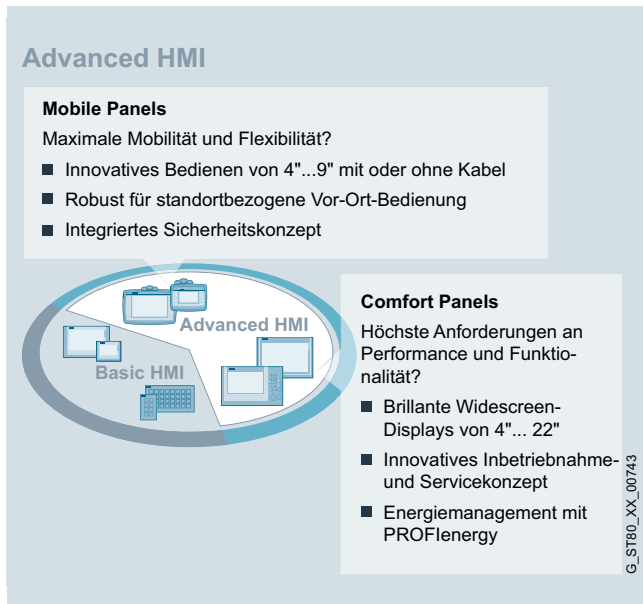 Advanced HMI
Mobile Panels
Maximale Mobilität und Flexibilität?
Innovatives Bedienen von 4"...9" mit oder ohne Kabel
Robust für standortbezogene Vor-Ort-Bedienung
Integriertes Sicherheitskonzept
Advanced HMI
Basic HMI
Comfort Panels
Höchste Anforderungen an
Performance und Funktio-
nalität?
Brillante Widescreen-
Displays von 4"... 22"
Innovatives Inbetriebnahme-
und Servicekonzept
Energiemanagement mit
PROFIenergy
G_ST80_XX_00743